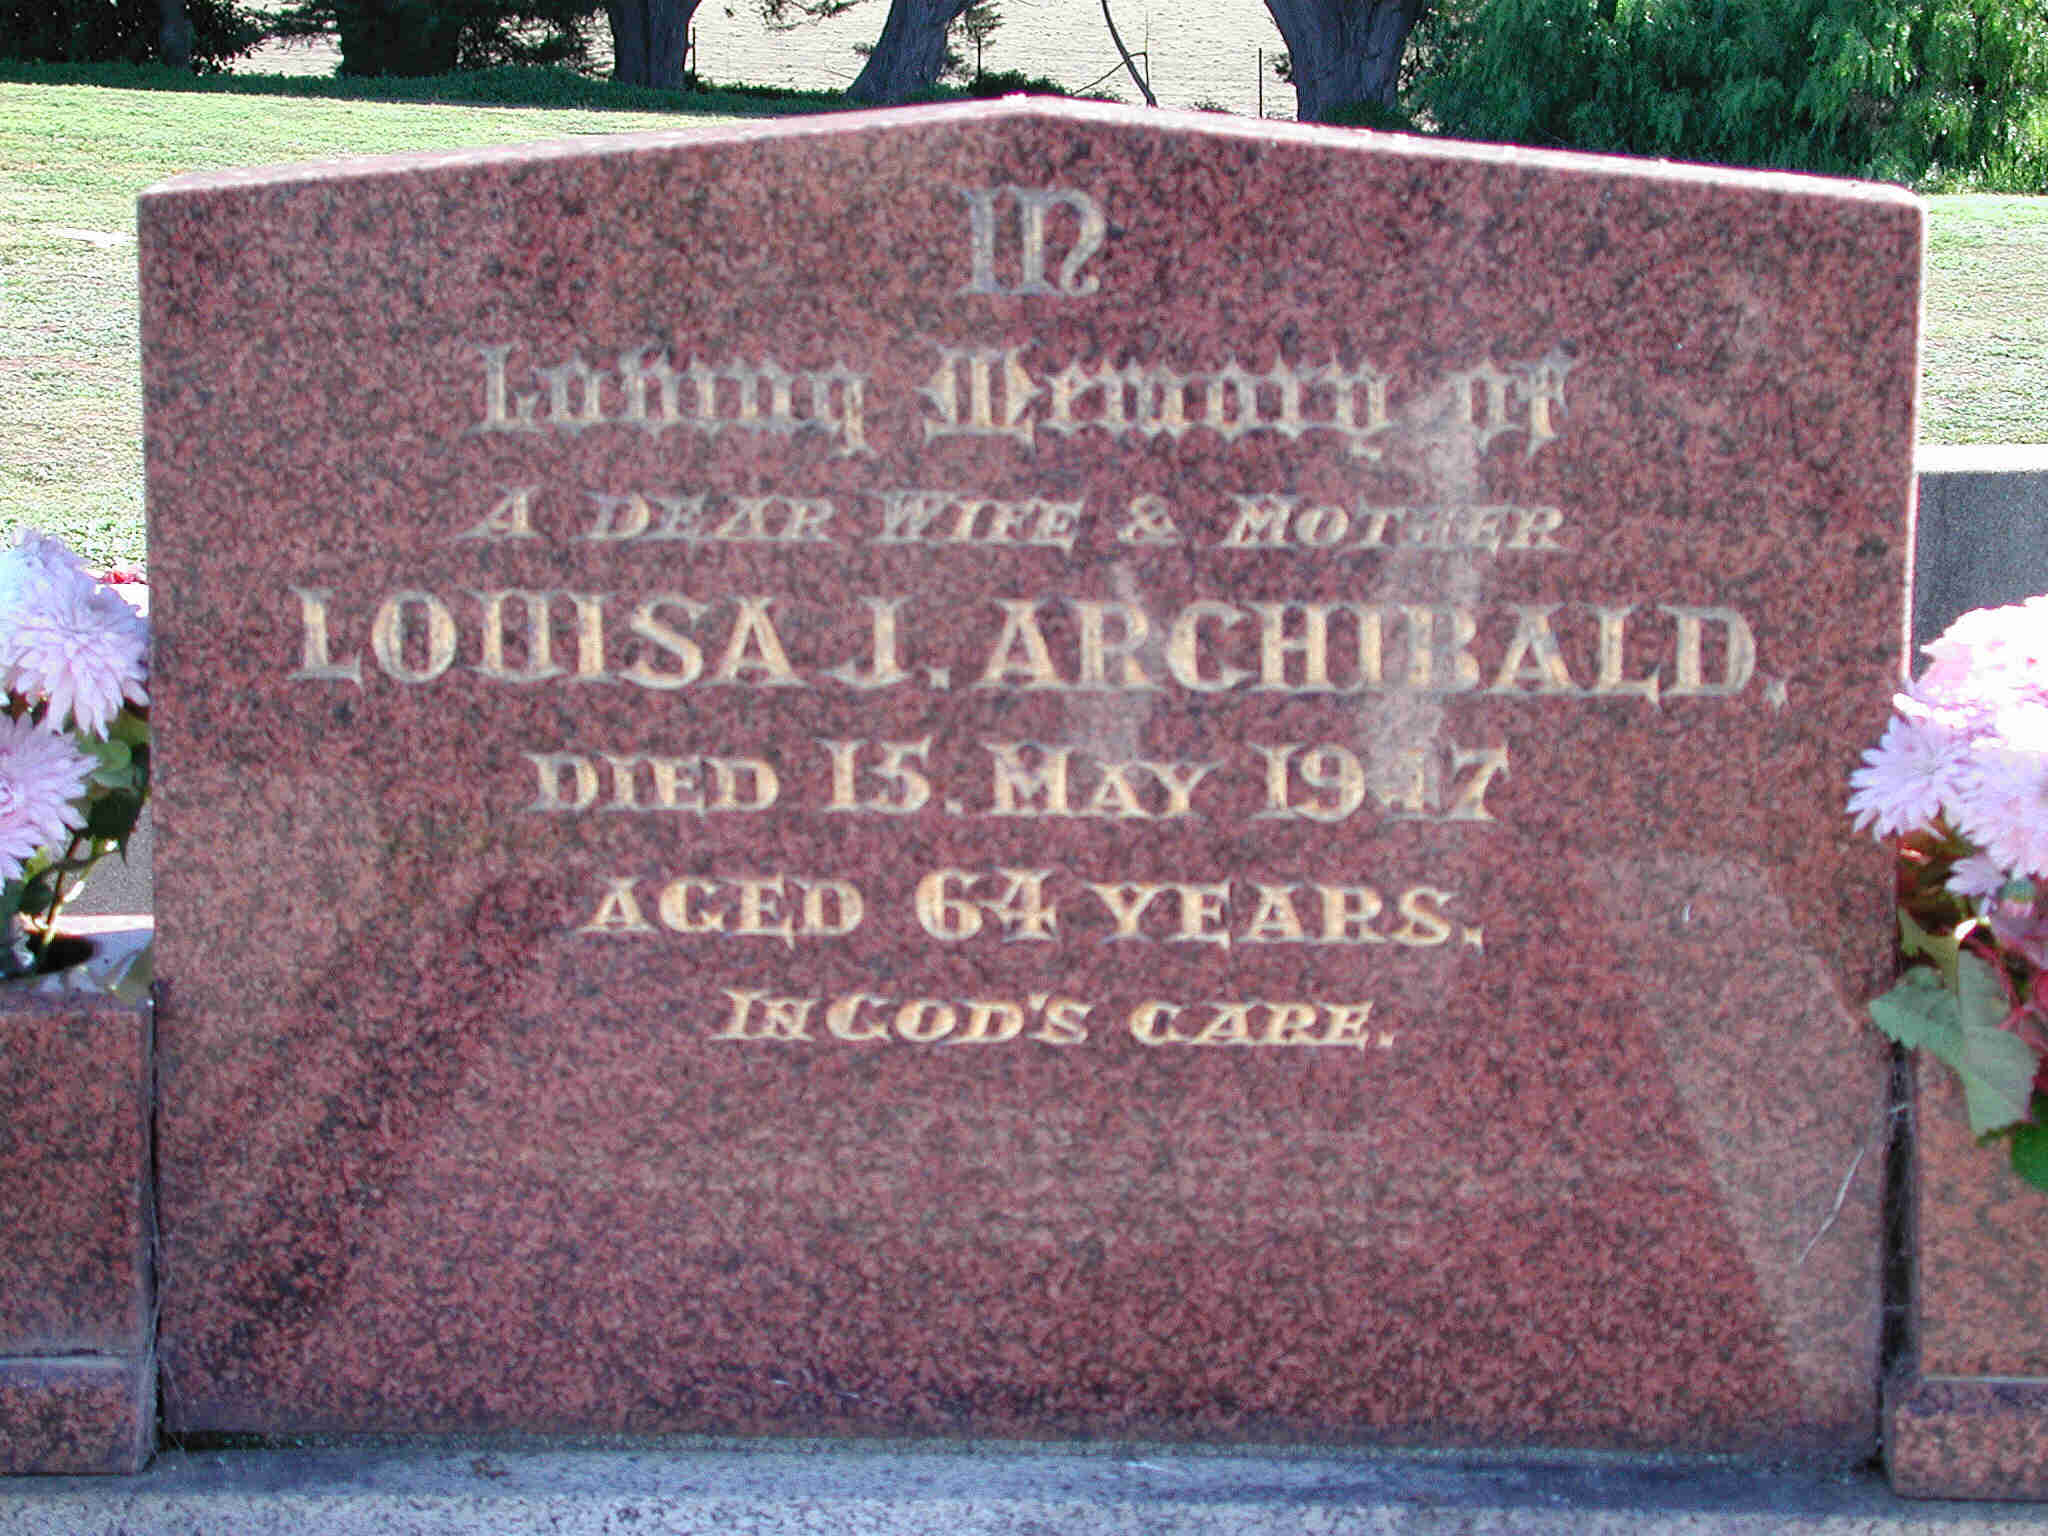 IN
Loving Memory of
A DEAR WIFE & MOTHER
LOUISA J. ARCHIBALD,
DIED 15. MAY 1947
AGED 64 YEARS.
IN GOD'S CARE.